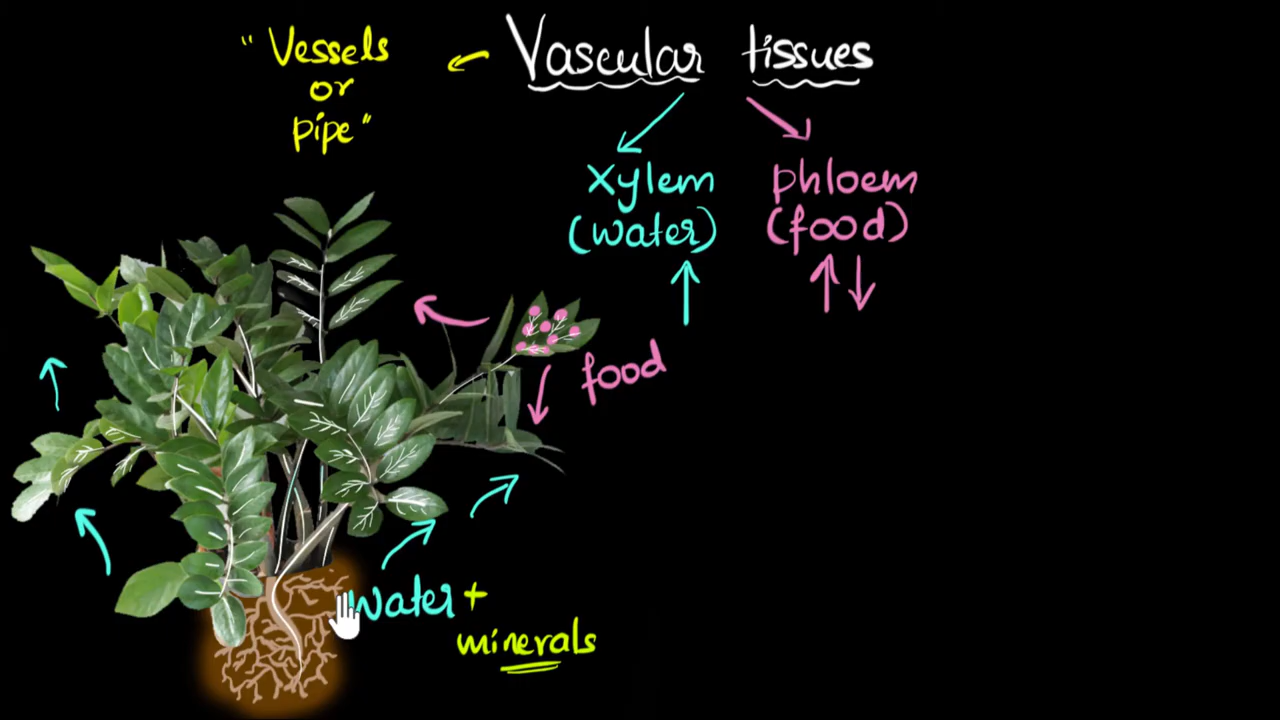 Vascular tissues
"Vessels
or
pipe"
Xylem
(water)
phloem
(food)
food
water +
minerals